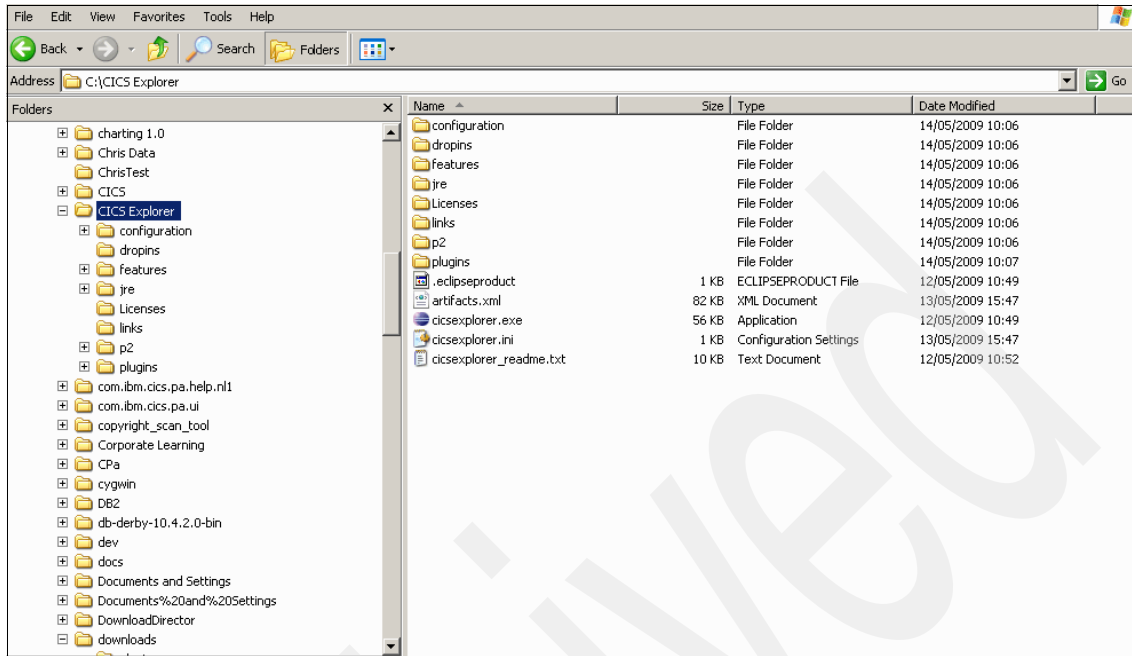 File Edit View Favorites Tools Help
Back Search Folders
Address C:\CICS Explorer Go
Folders x
charting 1.0
Chris Data
ChrisTest
CICS
CICS Explorer
configuration
dropins
features
jre
Licenses
links
p2
plugins
com.ibm.cics.pa.help.nl1
com.ibm.cics.pa.ui
copyright_scan_tool
Corporate Learning
CPa
cygwin
DB2
db-derby-10.4.2.0-bin
dev
docs
Documents and Settings
Documents%20and%20Settings
DownloadDirector
downloads
Name Size Type Date Modified
configuration File Folder 14/05/2009 10:06
dropins File Folder 14/05/2009 10:06
features File Folder 14/05/2009 10:06
jre File Folder 14/05/2009 10:06
Licenses File Folder 14/05/2009 10:06
links File Folder 14/05/2009 10:06
p2 File Folder 14/05/2009 10:06
plugins File Folder 14/05/2009 10:07
.eclipseproduct 1 KB ECLIPSEPRODUCT File 12/05/2009 10:49
artifacts.xml 82 KB XML Document 13/05/2009 15:47
cicsexplorer.exe 56 KB Application 12/05/2009 10:49
cicsexplorer.ini 1 KB Configuration Settings 13/05/2009 15:47
cicsexplorer_readme.txt 10 KB Text Document 12/05/2009 10:52
ived